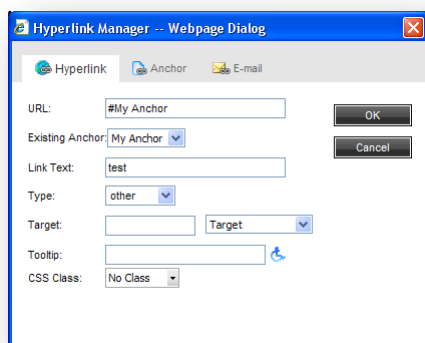 Hyperlink Manager -- Webpage Dialog
Hyperlink Anchor E-mail
URL: #My Anchor OK
Existing Anchor: My Anchor Cancel
Link Text: test
Type: other
Target: Target
Tooltip:
CSS Class: No Class